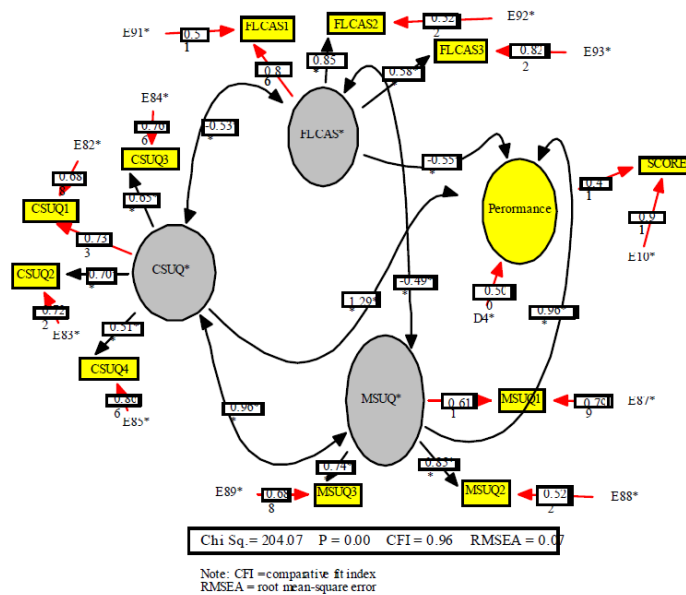 E91*
0.5
1
FLCAS1
FLCAS2
0.52
2
E92*
0.8
6
0.85
*
0.58*
*
FLCAS3
0.82
2
E93*
E84*
0.76
6
E82*
0.68
CSUQ3
-0.53*
*
FLCAS*
CSUQ1
0.65
*
-0.55
*
Perormance
0.4
1
SCORE
0.73
3
CSUQ2
0.70
*
CSUQ*
0.9
1
E10*
0.72
2
E83*
-0.49*
*
0.50
0
D4*
1.29*
*
0.51*
*
0.96*
*
CSUQ4
0.80
6
E85*
0.96*
*
MSUQ*
0.61
1
MSUQ1
0.79
9
E87*
0.74*
*
0.85*
*
E89*
0.68
8
MSUQ3
MSUQ2
0.52
2
E88*
Chi Sq.= 204.07 P = 0.00 CFI = 0.96 RMSEA = 0.07
Note: CFI =comparative fit index
RMSEA = root mean-square error